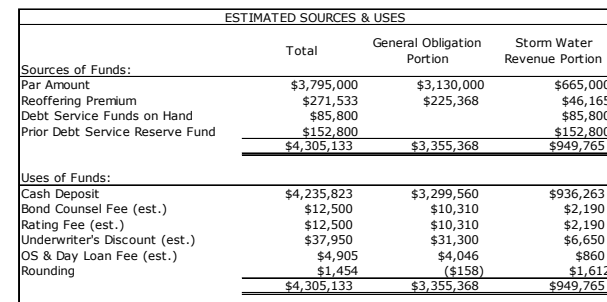 ESTIMATED SOURCES & USES
Total General Obligation Portion Storm Water Revenue Portion
Sources of Funds:
Par Amount $3,795,000 $3,130,000 $665,000
Reoffering Premium $271,533 $225,368 $46,165
Debt Service Funds on Hand $85,800 $85,800
Prior Debt Service Reserve Fund $152,800 $152,800
$4,305,133 $3,355,368 $949,765
Uses of Funds:
Cash Deposit $4,235,823 $3,299,560 $936,263
Bond Counsel Fee (est.) $12,500 $10,310 $2,190
Rating Fee (est.) $12,500 $10,310 $2,190
Underwriter's Discount (est.) $37,950 $31,300 $6,650
OS & Day Loan Fee (est.) $4,905 $4,046 $860
Rounding $1,454 ($158) $1,612
$4,305,133 $3,355,368 $949,765